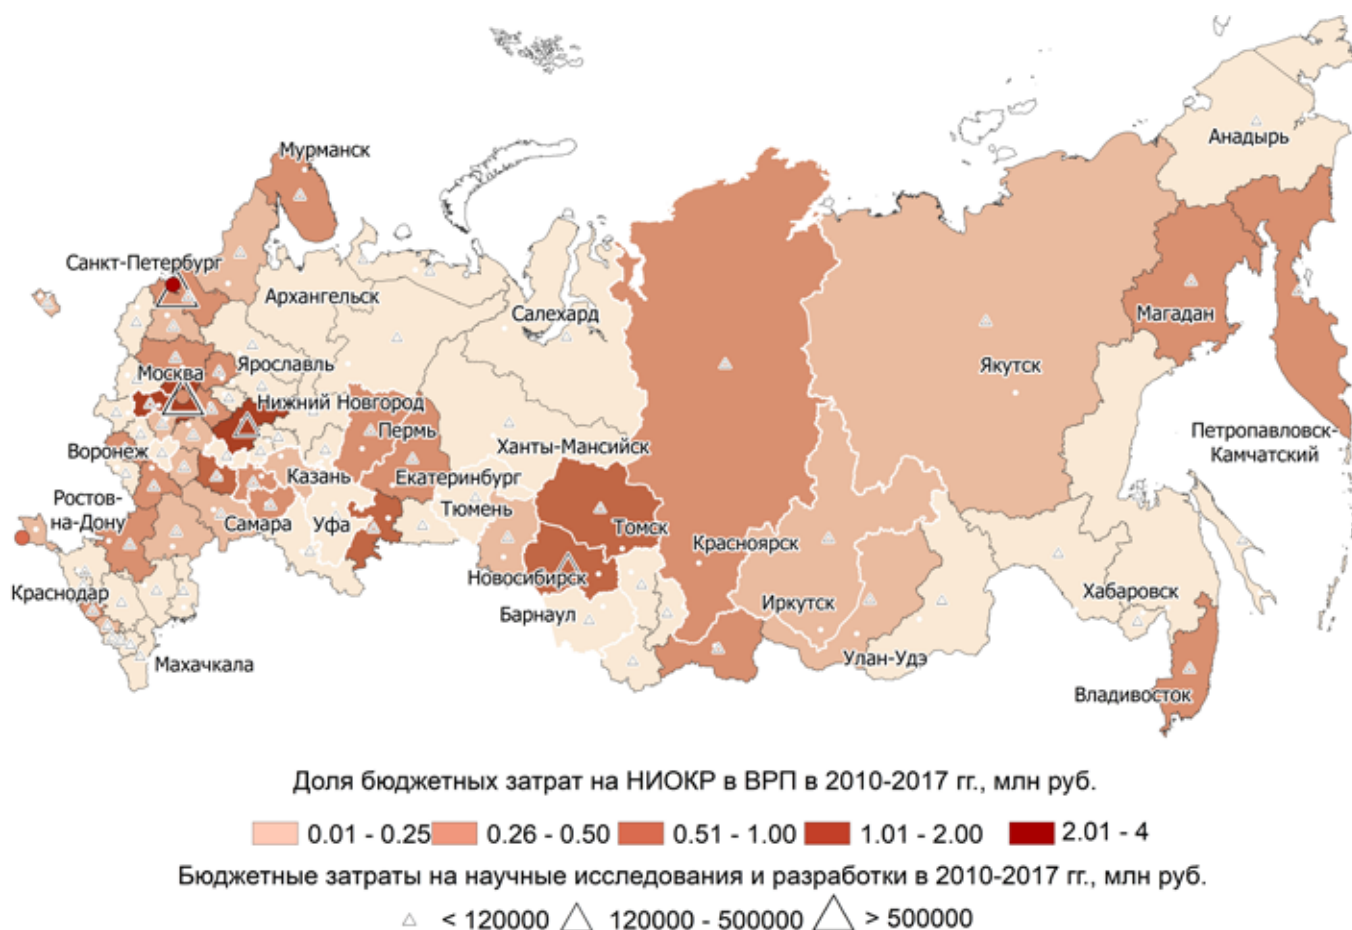 Мурманск
Анадырь
Санкт-Петербург
Архангельск
Салехард
Магадан
Ярославль
Москва
Якутск
Нижний Новгород
Пермь
Петропавловск-
Камчатский
Воронеж
Ханты-Мансийск
Казань
Екатеринбург
Ростов-
на-Дону
Тюмень
Самара
Уфа
Томск
Красноярск
Новосибирск
Хабаровск
Краснодар
Барнаул
Иркутск
Махачкала
Улан-Удэ
Владивосток
Доля бюджетных затрат на НИОКР в ВРП в 2010-2017 гг., млн руб.
0.01 - 0.25 0.26 - 0.50 0.51 - 1.00 1.01 - 2.00 2.01 - 4
Бюджетные затраты на научные исследования и разработки в 2010-2017 гг., млн руб.
< 120000 120000 - 500000 > 500000